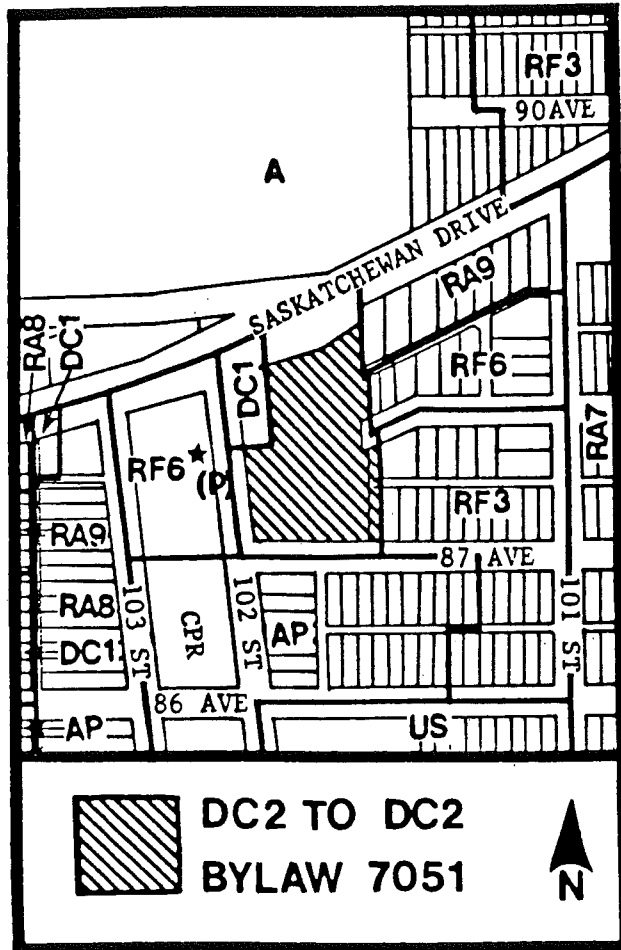 RF3
90 AVE
A
SASKATCHEWAN DRIVE
RA9
RA8
DC1
DC1
RF6
RF6
(P)
RA7
RA9
RF3
87 AVE
RA8
103 ST
CPR
102 ST
AP
101 ST
DC1
86 AVE
AP
US
DC2 TO DC2
BYLAW 7051
N